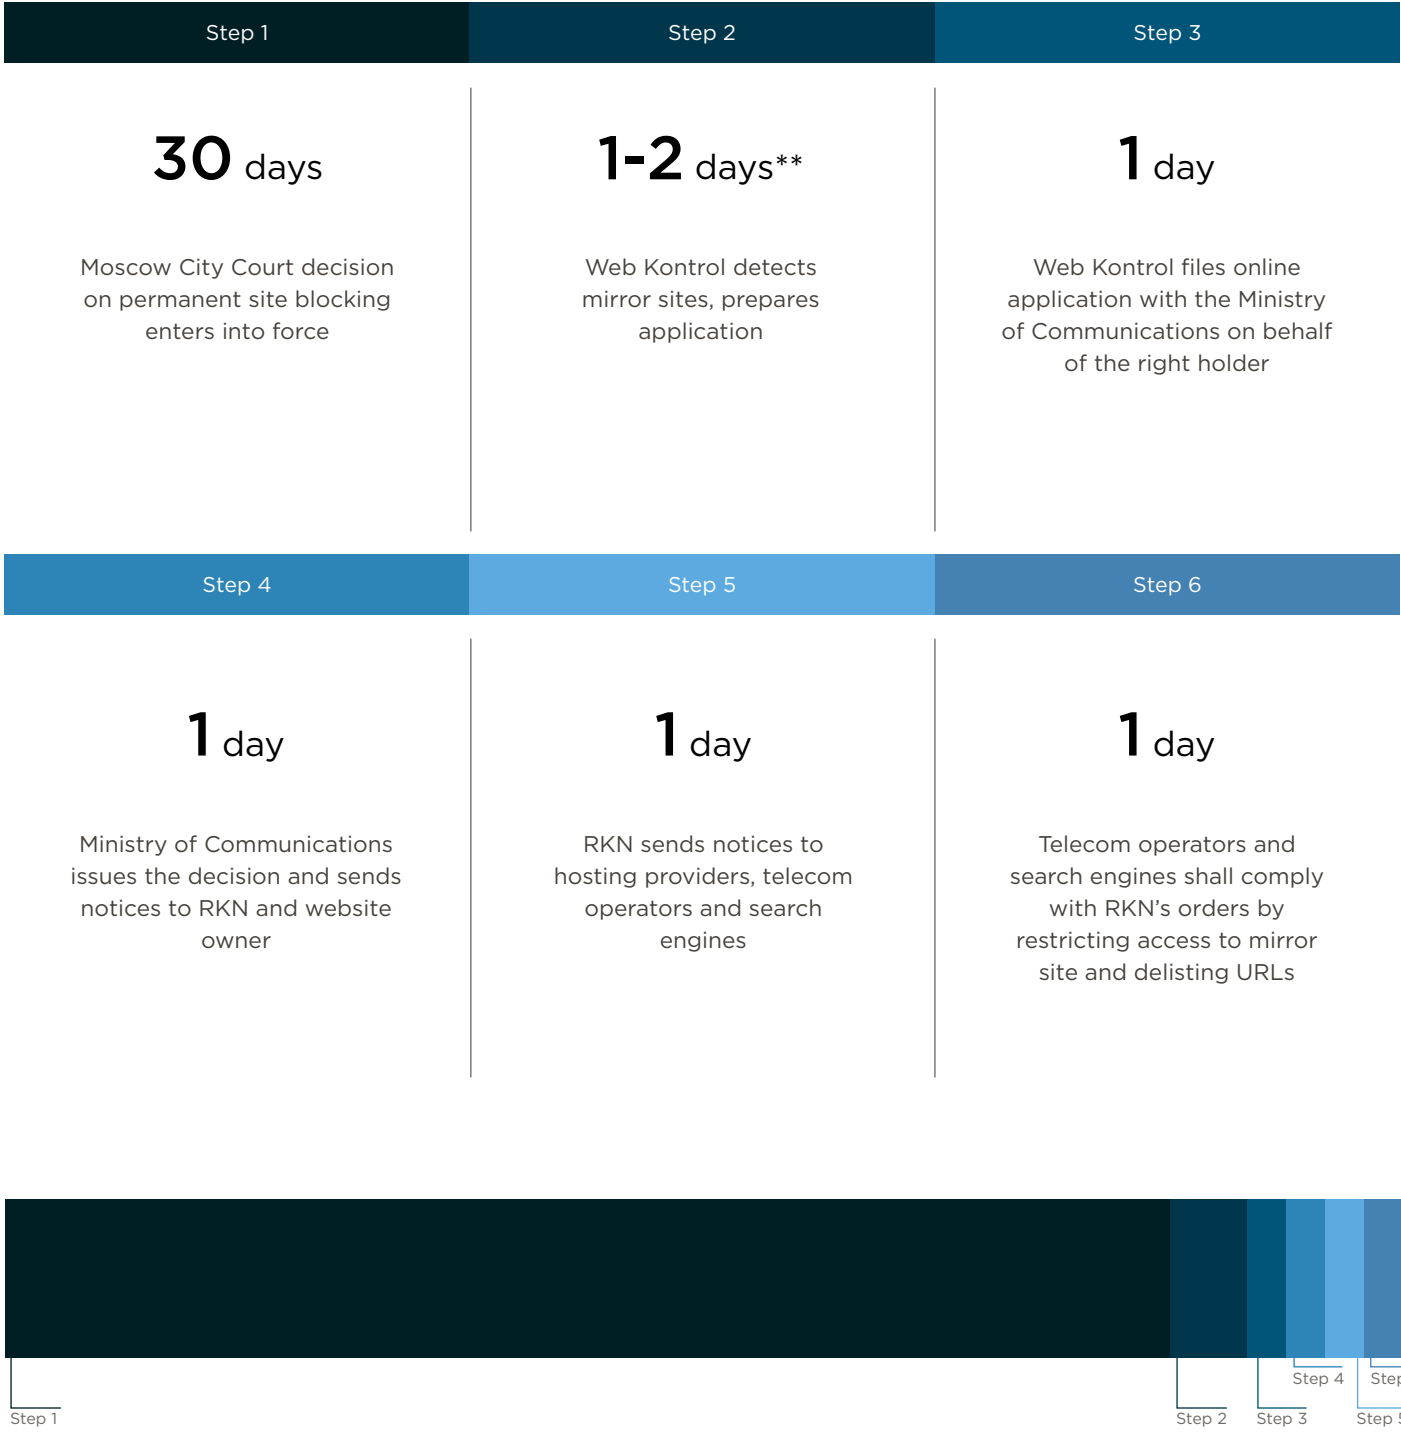 Step 1
Step 2
Step 3
30 days
1-2 days**
1 day
Moscow City Court decision
on permanent site blocking
enters into force
Web Kontrol detects
mirror sites, prepares
application
Web Kontrol files online
application with the Ministry
of Communications on behalf
of the right holder
Step 4
Step 5
Step 6
1 day
1 day
1 day
Ministry of Communications
issues the decision and sends
notices to RKN and website
owner
RKN sends notices to
hosting providers, telecom
operators and search
engines
Telecom operators and
search engines shall comply
with RKN’s orders by
restricting access to mirror
site and delisting URLs
Step 4
Step
Step 1
Step 2
Step 3
Step 5